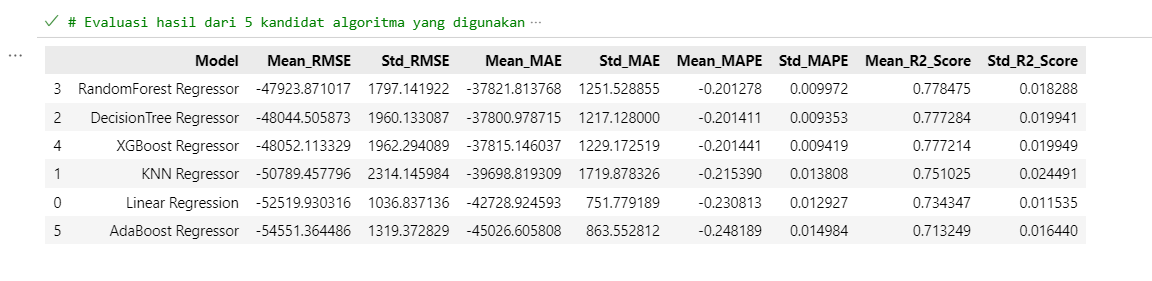 # Evaluasi hasil dari 5 kandidat algoritma yang digunakan ...
...
Model Mean_RMSE Std_RMSE Mean_MAE Std_MAE Mean_MAPE Std_MAPE Mean_R2_Score Std_R2_Score
3 RandomForest Regressor -47923.871017 1797.141922 -37821.813768 1251.528855 -0.201278 0.009972 0.778475 0.018288
2 DecisionTree Regressor -48044.505873 1960.133087 -37800.978715 1217.128000 -0.201411 0.009353 0.777284 0.019941
4 XGBoost Regressor -48052.113329 1962.294089 -37815.146037 1229.172519 -0.201441 0.009419 0.777214 0.019949
1 KNN Regressor -50789.457796 2314.145984 -39698.819309 1719.878326 -0.215390 0.013808 0.751025 0.024491
0 Linear Regression -52519.930316 1036.837136 -42728.924593 751.779189 -0.230813 0.012927 0.734347 0.011535
5 AdaBoost Regressor -54551.364486 1319.372829 -45026.605808 863.552812 -0.248189 0.014984 0.713249 0.016440